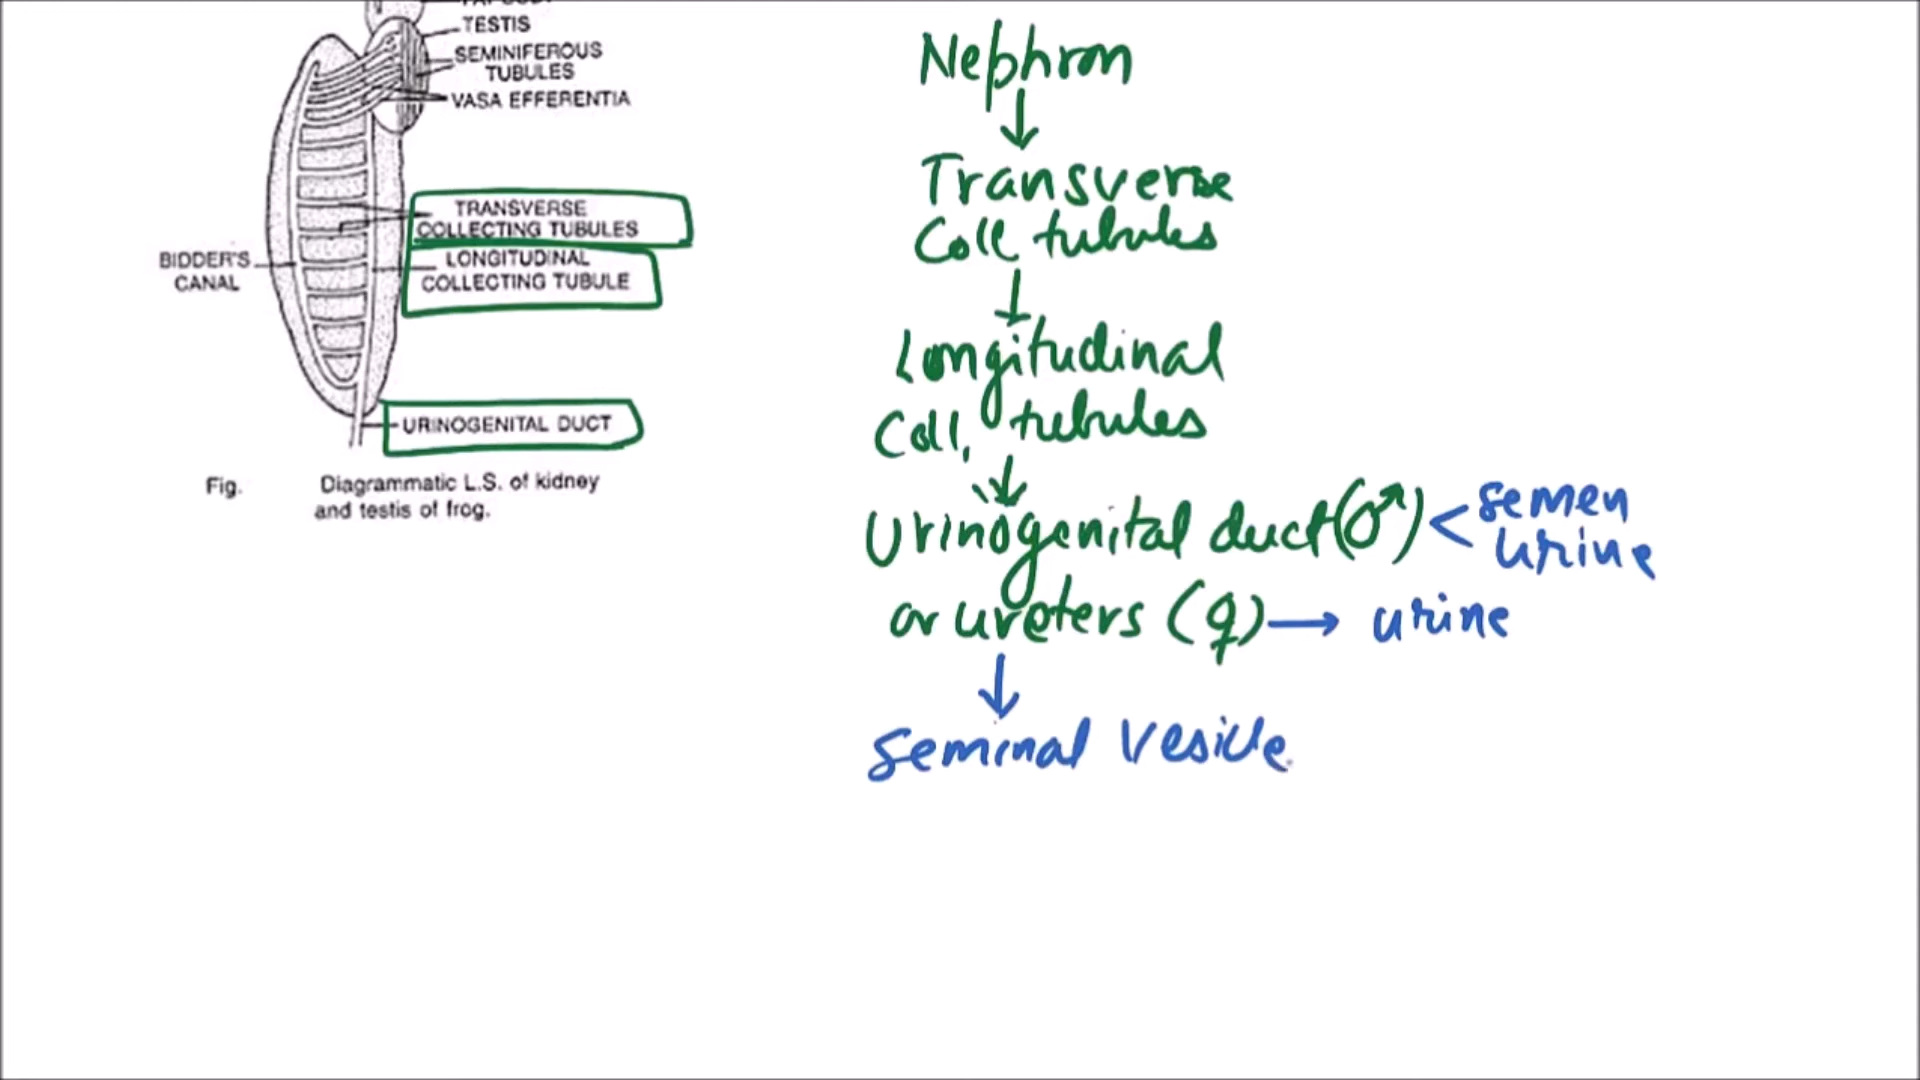 TESTIS
SEMINIFEROUS
TUBULES
VASA EFFERENTIA
TRANSVERSE
COLLECTING TUBULES
LONGITUDINAL
COLLECTING TUBULE
BIDDER'S
CANAL
URINOGENITAL DUCT
Fig. Diagrammatic L.S. of kidney
and testis of frog.
Nephron
↓
Transverse
Coll. tubules
↓
Longitudinal
Coll. tubules
↓
Urinogenital duct (♂) < semen
urine
or ureters (♀) → urine
↓
Seminal Vesicle